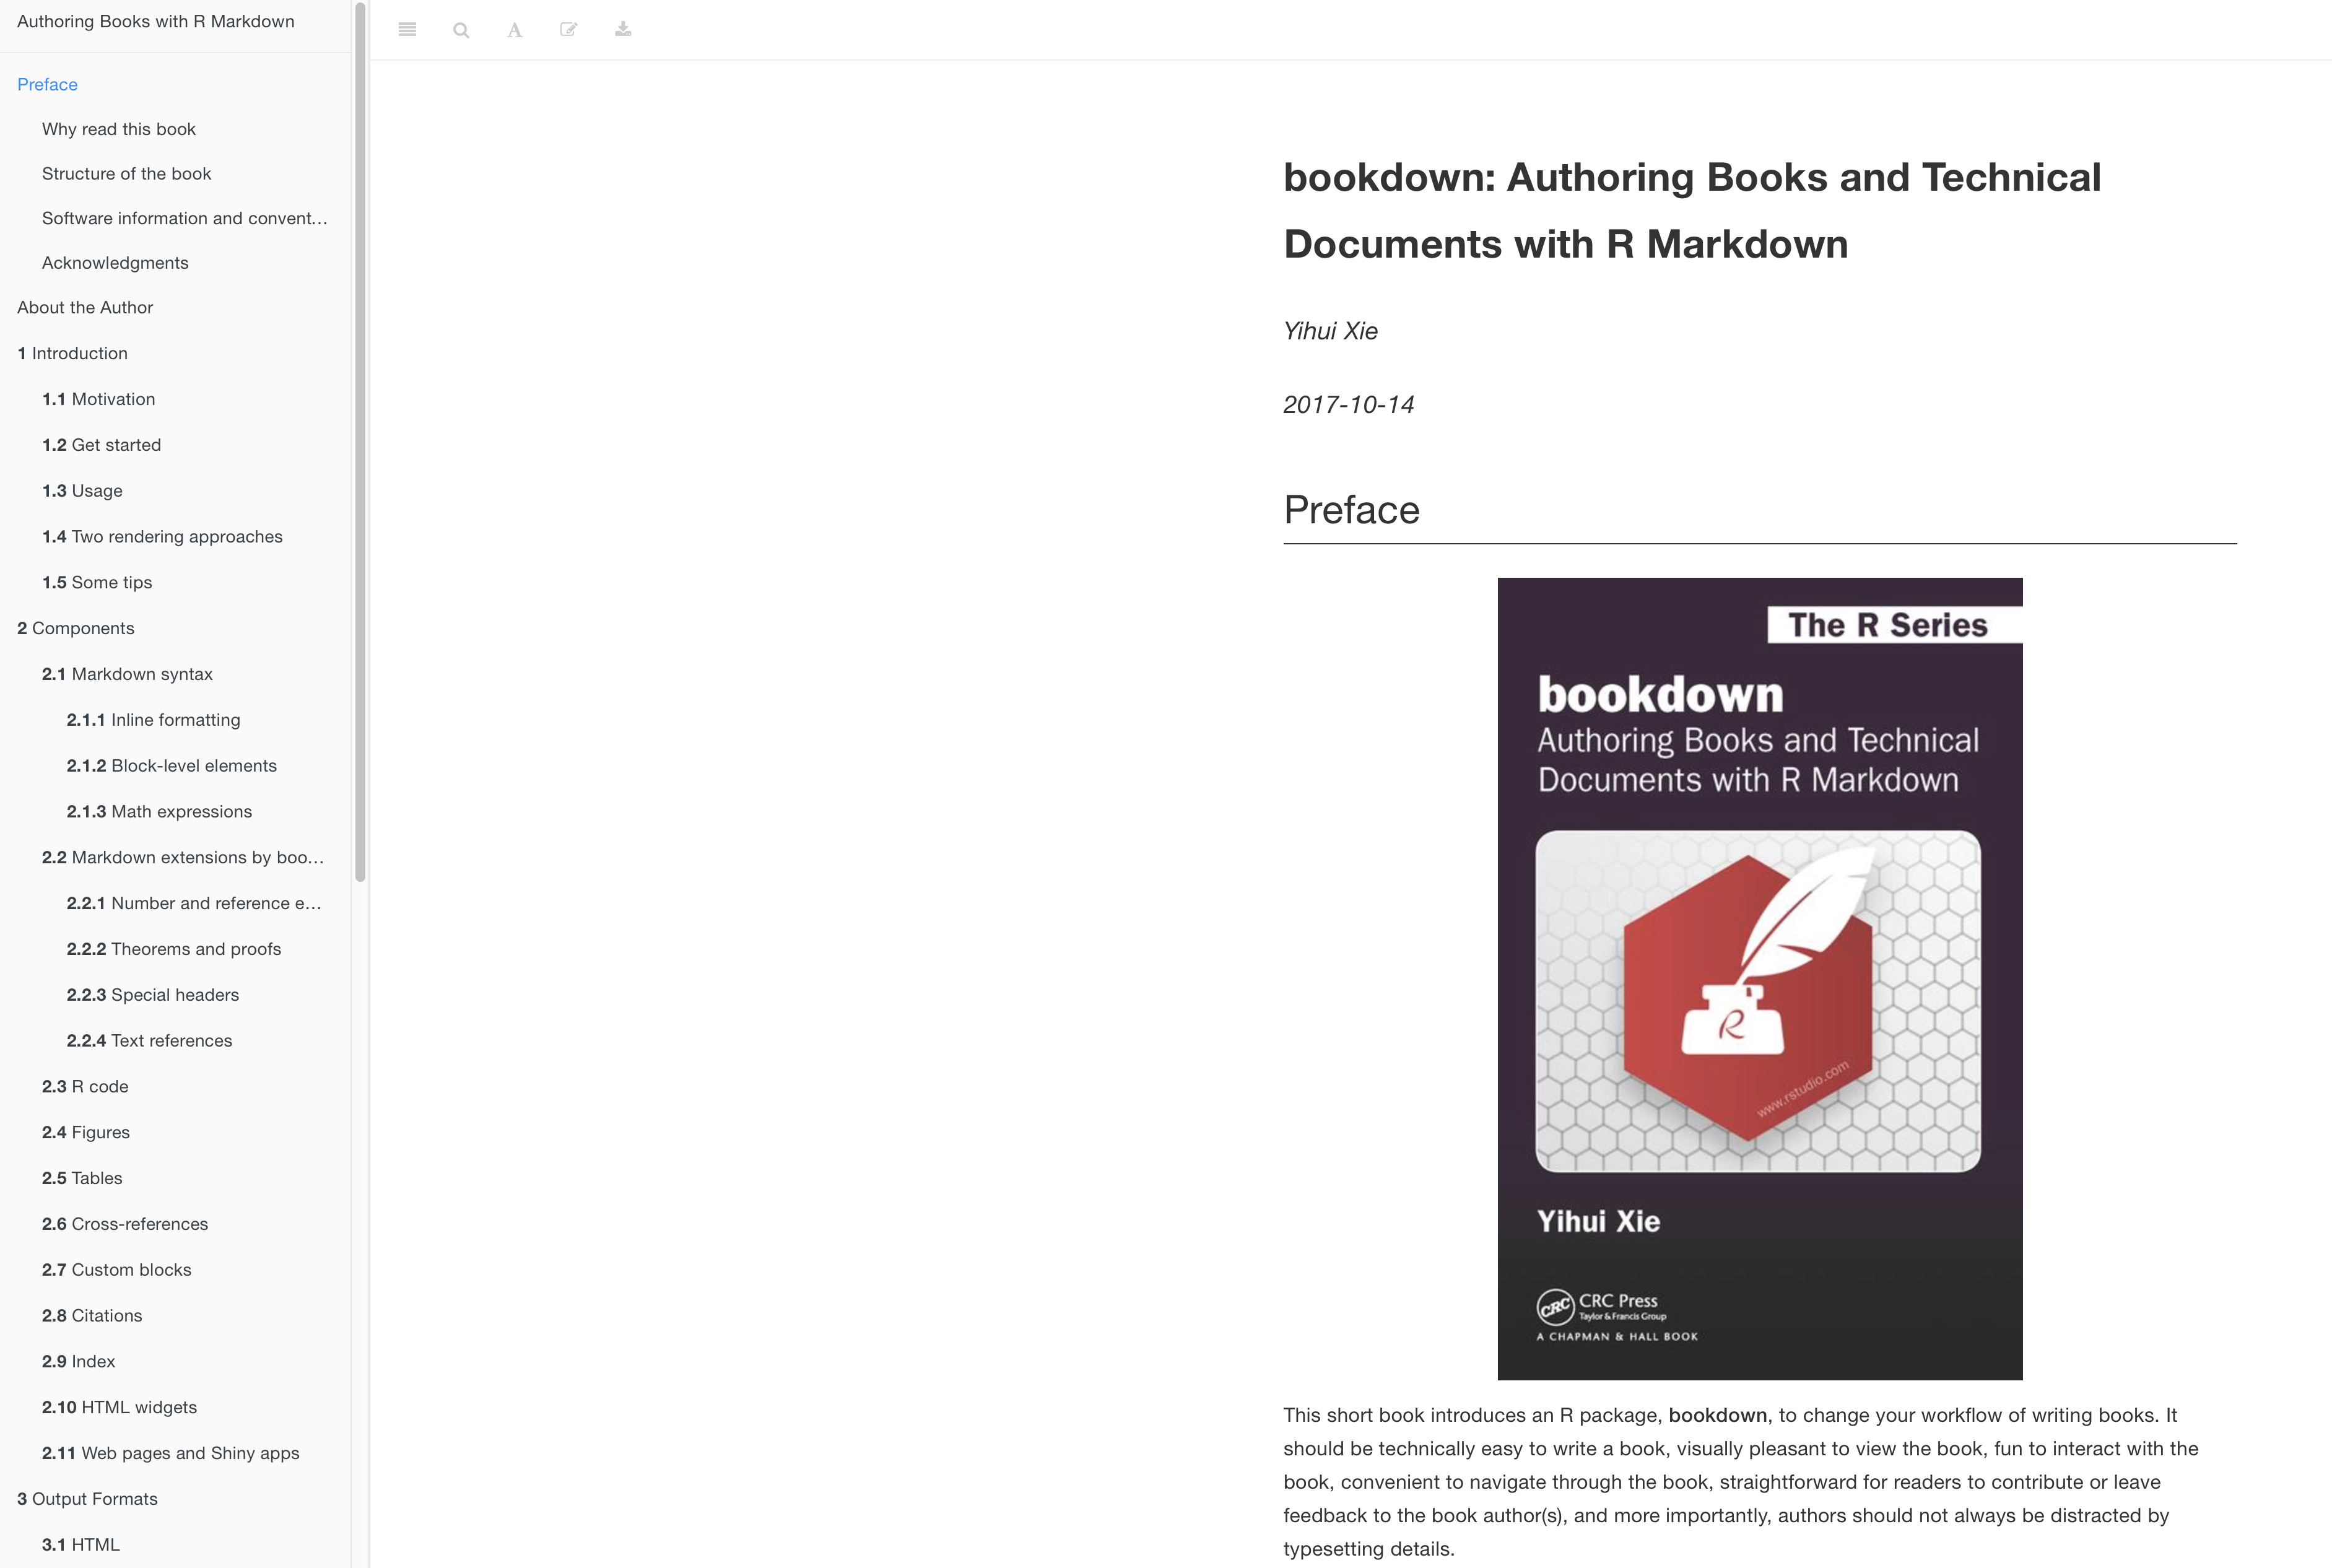 Authoring Books with R Markdown
Preface
Why read this book
Structure of the book
Software information and convent…
Acknowledgments
About the Author
1 Introduction
1.1 Motivation
1.2 Get started
1.3 Usage
1.4 Two rendering approaches
1.5 Some tips
2 Components
2.1 Markdown syntax
2.1.1 Inline formatting
2.1.2 Block-level elements
2.1.3 Math expressions
2.2 Markdown extensions by boo…
2.2.1 Number and reference e…
2.2.2 Theorems and proofs
2.2.3 Special headers
2.2.4 Text references
2.3 R code
2.4 Figures
2.5 Tables
2.6 Cross-references
2.7 Custom blocks
2.8 Citations
2.9 Index
2.10 HTML widgets
2.11 Web pages and Shiny apps
3 Output Formats
3.1 HTML
A
bookdown: Authoring Books and Technical
Documents with R Markdown
Yihui Xie
2017-10-14
Preface
The R Series
bookdown
Authoring Books and Technical
Documents with R Markdown
R
www.rstudio.com
Yihui Xie
CRC CRC Press
Taylor & Francis Group
A CHAPMAN & HALL BOOK
This short book introduces an R package, bookdown, to change your workflow of writing books. It
should be technically easy to write a book, visually pleasant to view the book, fun to interact with the
book, convenient to navigate through the book, straightforward for readers to contribute or leave
feedback to the book author(s), and more importantly, authors should not always be distracted by
typesetting details.